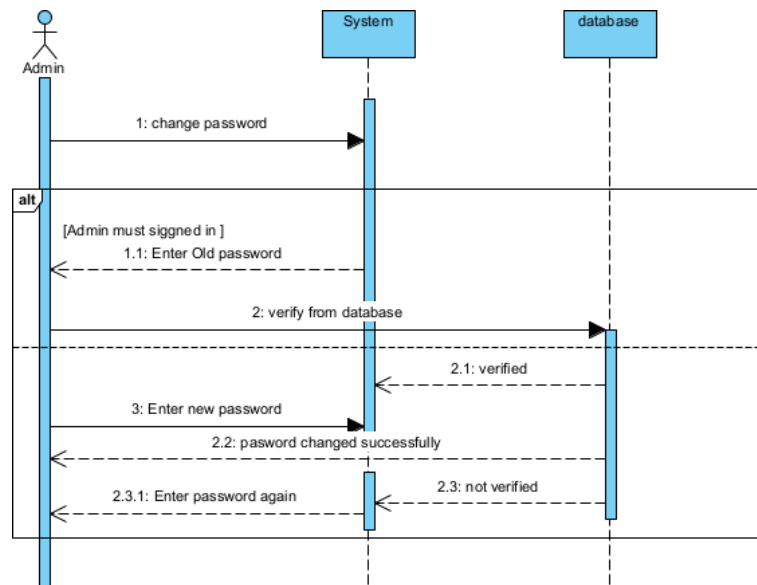 System
database
Admin
1: change password
alt
[Admin must siggned in ]
1.1: Enter Old password
2: verify from database
2.1: verified
3: Enter new password
2.2: pasword changed successfully
2.3: not verified
2.3.1: Enter password again